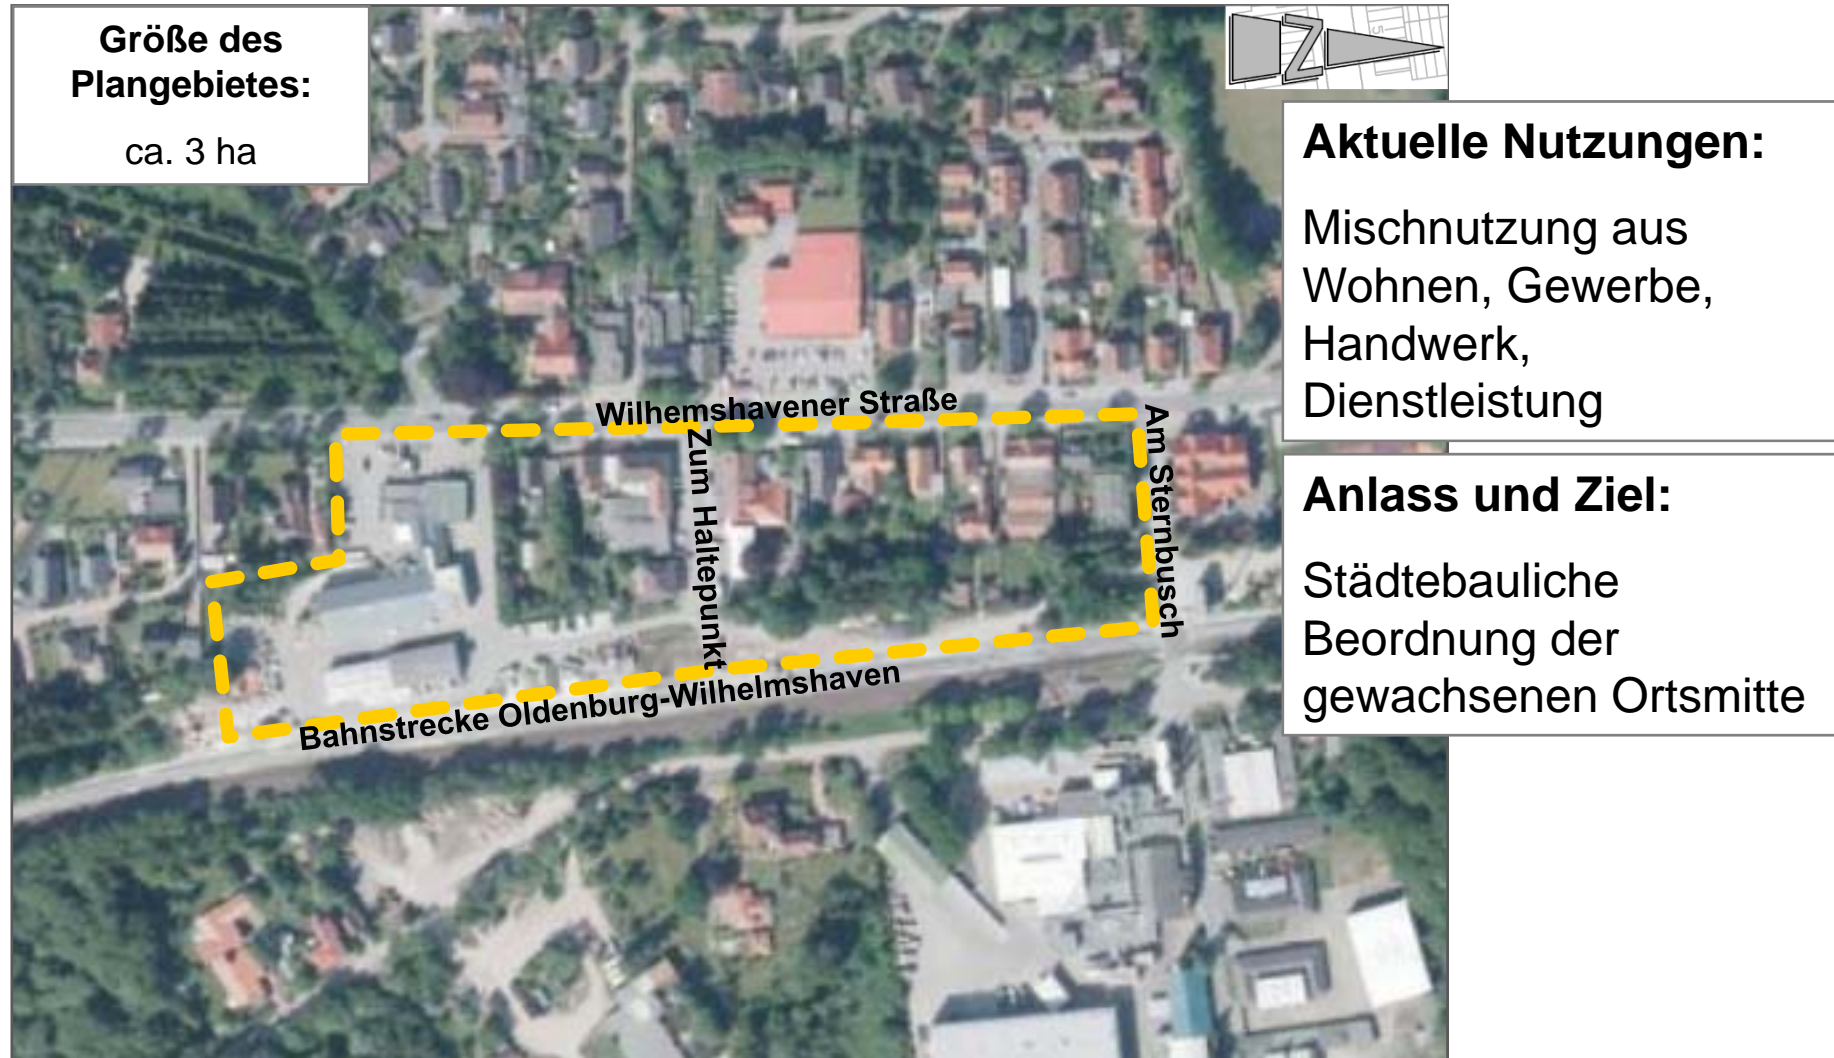 Größe des
Plangebietes:
ca. 3 ha
Aktuelle Nutzungen:
Mischnutzung aus
Wohnen, Gewerbe,
Handwerk,
Dienstleistung
Wilhemshavener Straße
Zum Haltepunkt
Am Sternbusch
Bahnstrecke Oldenburg-Wilhelmshaven
Anlass und Ziel:
Städtebauliche
Beordnung der
gewachsenen Ortsmitte